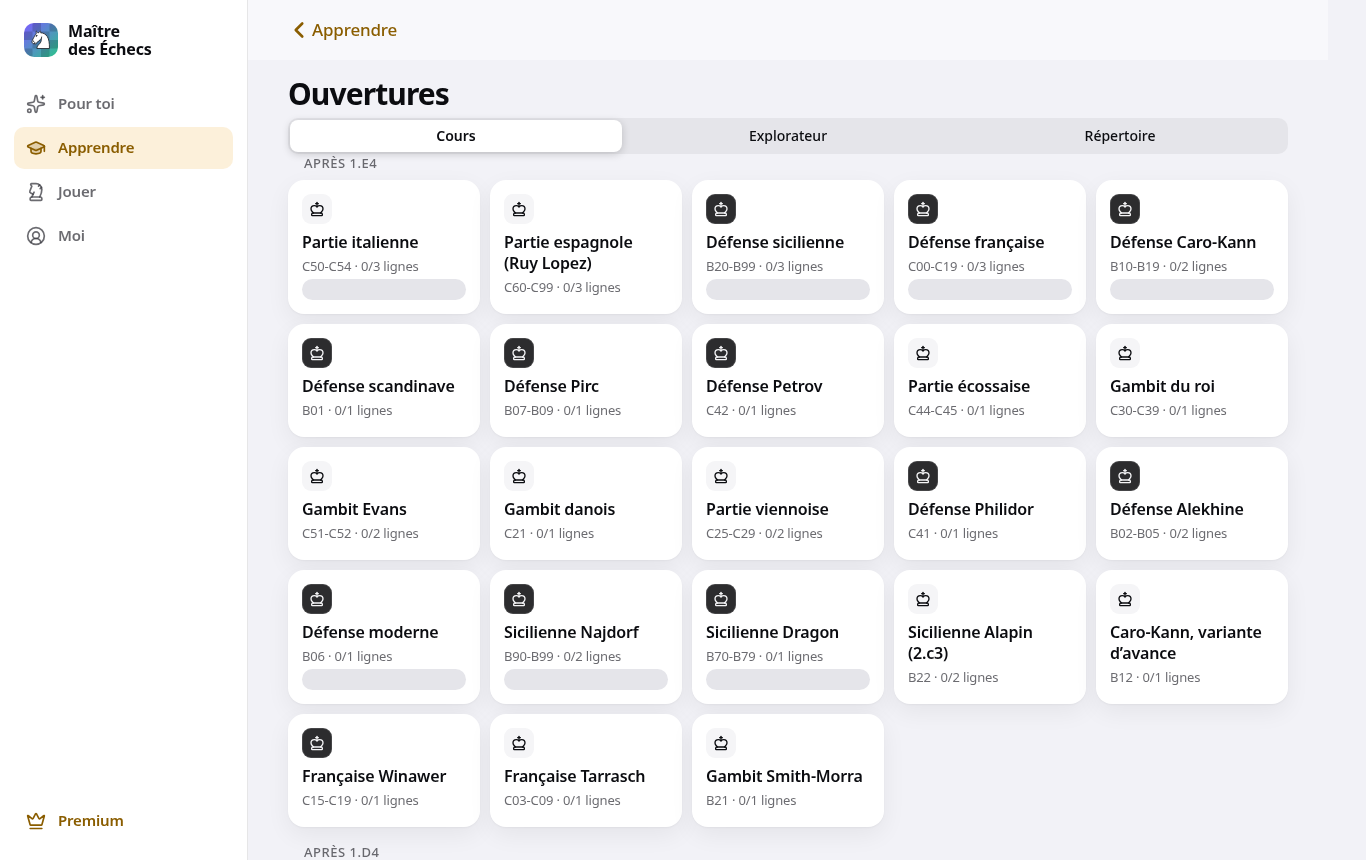 Maître
des Échecs
Pour toi
Apprendre
Jouer
Moi
Premium
Apprendre
Ouvertures
Cours
Explorateur
Répertoire
APRÈS 1.E4
Partie italienne
C50-C54 · 0/3 lignes
Partie espagnole
(Ruy Lopez)
C60-C99 · 0/3 lignes
Défense sicilienne
B20-B99 · 0/3 lignes
Défense française
C00-C19 · 0/3 lignes
Défense Caro-Kann
B10-B19 · 0/2 lignes
Défense scandinave
B01 · 0/1 lignes
Défense Pirc
B07-B09 · 0/1 lignes
Défense Petrov
C42 · 0/1 lignes
Partie écossaise
C44-C45 · 0/1 lignes
Gambit du roi
C30-C39 · 0/1 lignes
Gambit Evans
C51-C52 · 0/2 lignes
Gambit danois
C21 · 0/1 lignes
Partie viennoise
C25-C29 · 0/2 lignes
Défense Philidor
C41 · 0/1 lignes
Défense Alekhine
B02-B05 · 0/2 lignes
Défense moderne
B06 · 0/1 lignes
Sicilienne Najdorf
B90-B99 · 0/2 lignes
Sicilienne Dragon
B70-B79 · 0/1 lignes
Sicilienne Alapin
(2.c3)
B22 · 0/2 lignes
Caro-Kann, variante
d’avance
B12 · 0/1 lignes
Française Winawer
C15-C19 · 0/1 lignes
Française Tarrasch
C03-C09 · 0/1 lignes
Gambit Smith-Morra
B21 · 0/1 lignes
APRÈS 1.D4